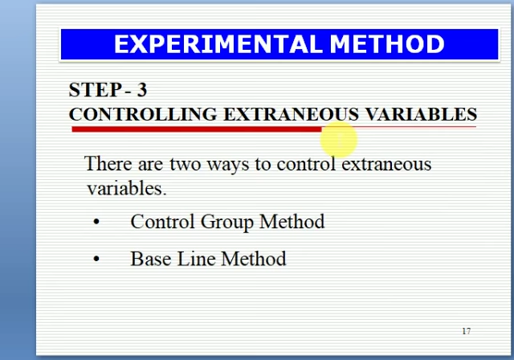 EXPERIMENTAL METHOD
STEP - 3
CONTROLLING EXTRANEOUS VARIABLES
There are two ways to control extraneous
variables.
• Control Group Method
• Base Line Method
17